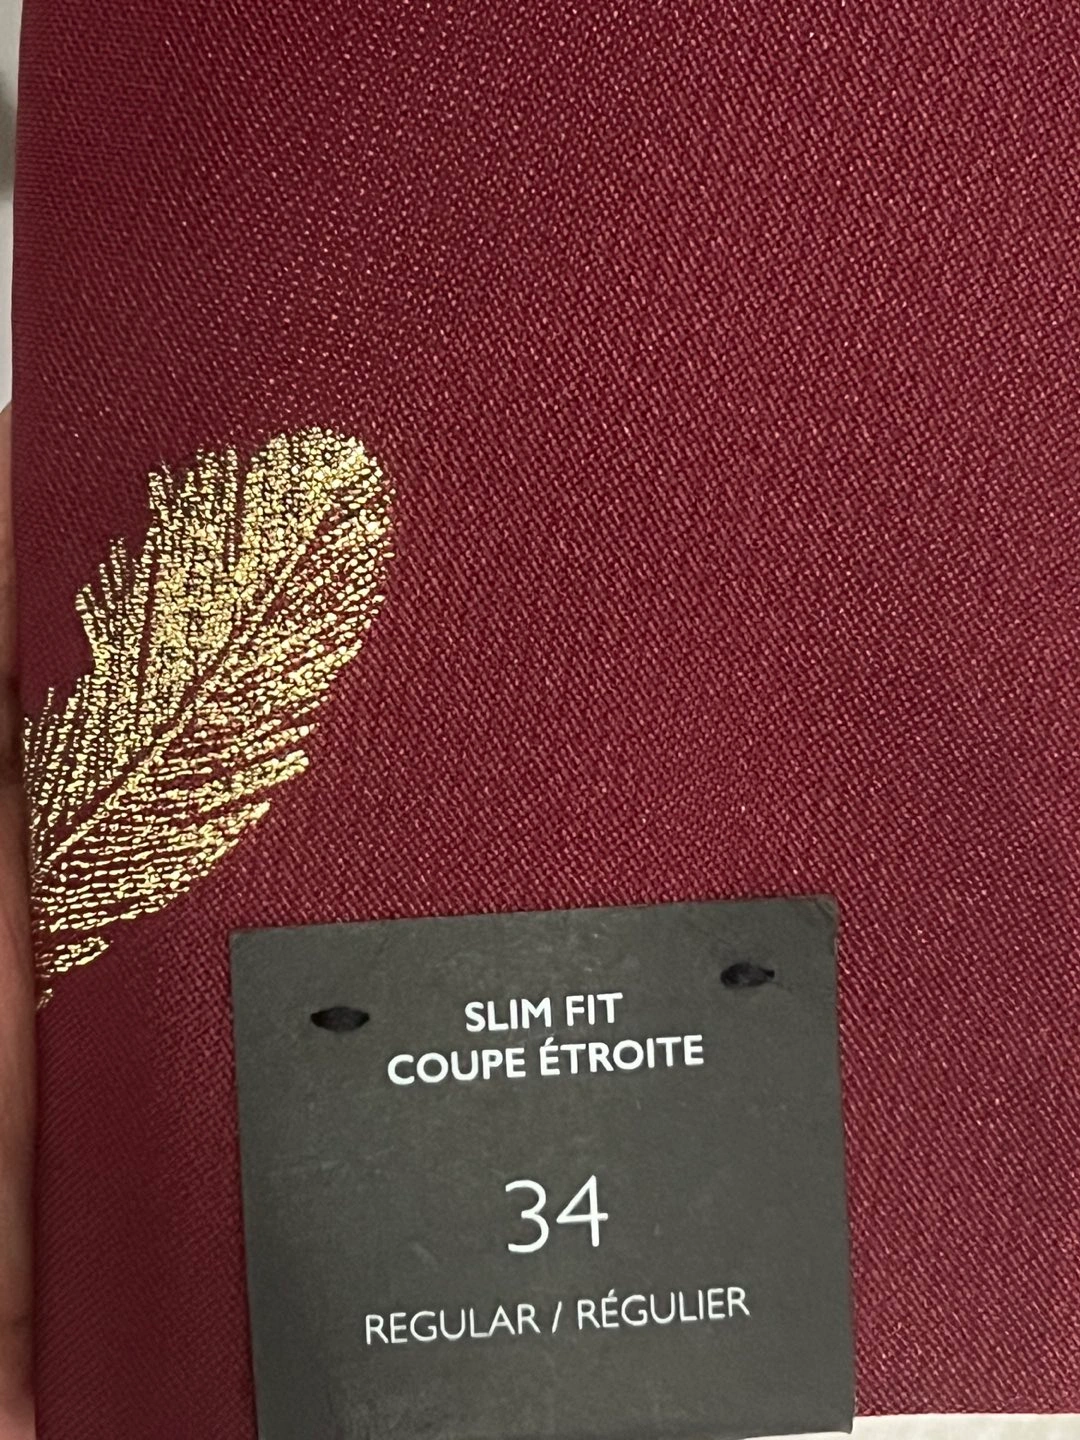 SLIM FIT
COUPE ÉTROITE
34
REGULAR / RÉGULIER